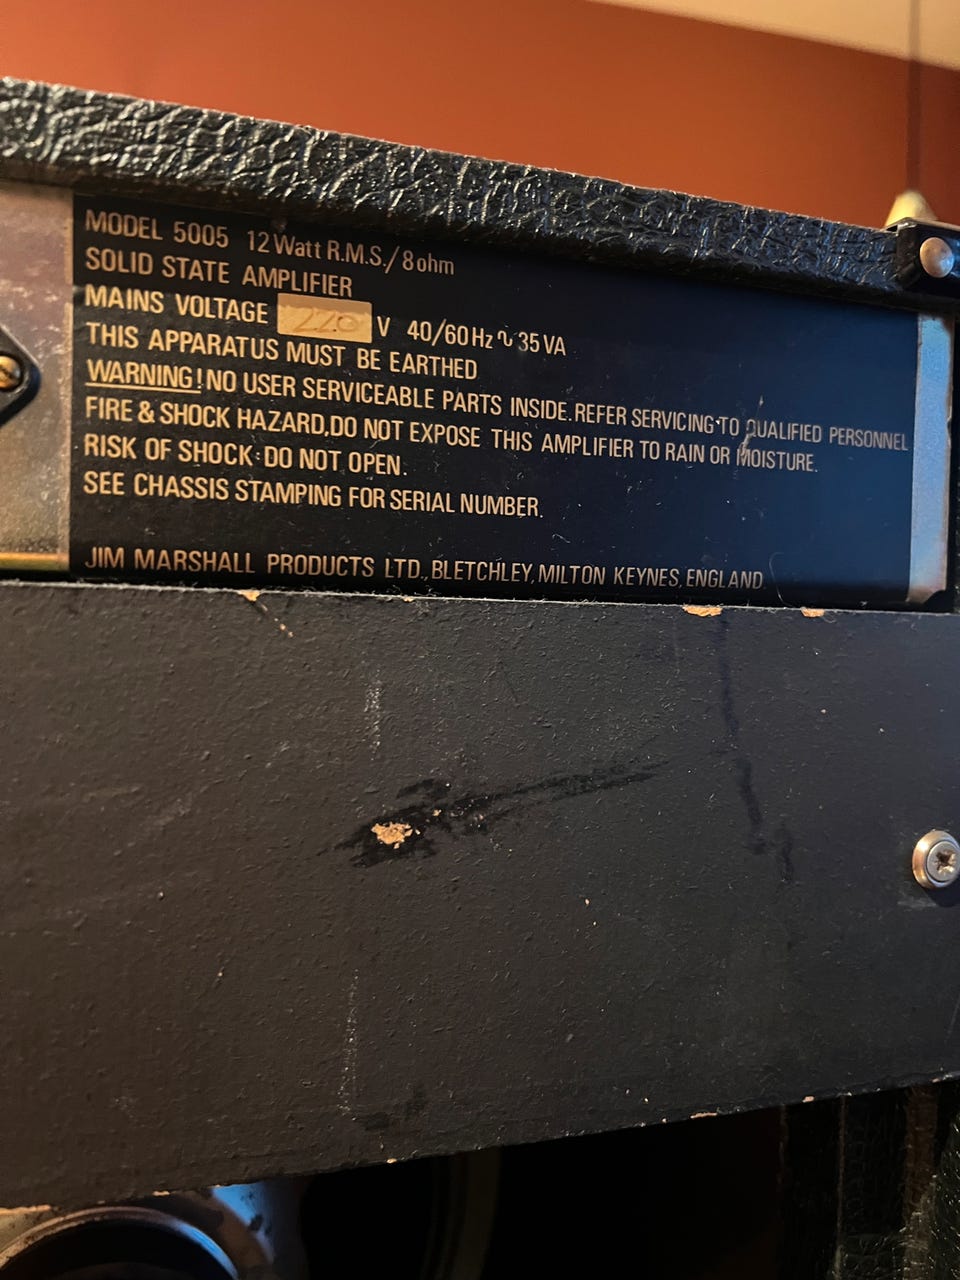 MODEL 5005 12 Watt R.M.S./8 ohm
SOLID STATE AMPLIFIER
MAINS VOLTAGE 220 V 40/60 Hz ∿ 35 VA
THIS APPARATUS MUST BE EARTHED
WARNING! NO USER SERVICEABLE PARTS INSIDE. REFER SERVICING TO QUALIFIED PERSONNEL
FIRE & SHOCK HAZARD, DO NOT EXPOSE THIS AMPLIFIER TO RAIN OR MOISTURE.
RISK OF SHOCK: DO NOT OPEN.
SEE CHASSIS STAMPING FOR SERIAL NUMBER.
JIM MARSHALL PRODUCTS LTD., BLETCHLEY, MILTON KEYNES, ENGLAND.